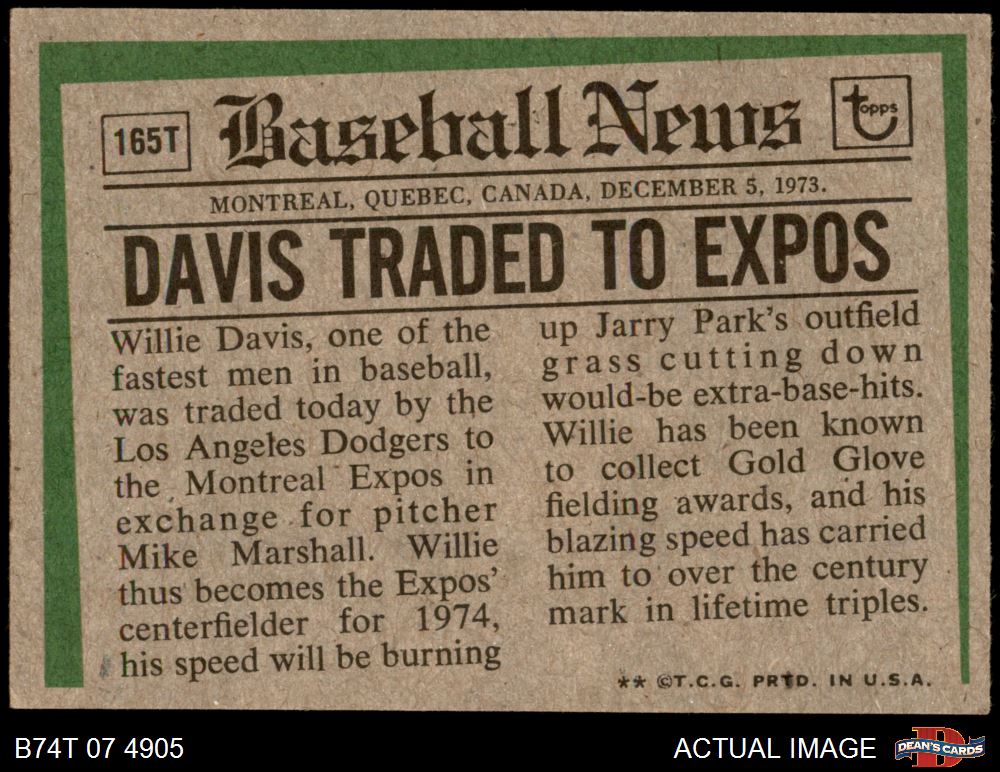 165T
Baseball News
topps
MONTREAL, QUEBEC, CANADA, DECEMBER 5, 1973.
DAVIS TRADED TO EXPOS
Willie Davis, one of the
fastest men in baseball,
was traded today by the
Los Angeles Dodgers to
the Montreal Expos in
exchange for pitcher
Mike Marshall. Willie
thus becomes the Expos'
centerfielder for 1974,
his speed will be burning
up Jarry Park's outfield
grass cutting down
would-be extra-base-hits.
Willie has been known
to collect Gold Glove
fielding awards, and his
blazing speed has carried
him to over the century
mark in lifetime triples.
** ©T.C.G. PRTD. IN U.S.A.
B74T 07 4905
ACTUAL IMAGE
D
DEAN'S CARDS